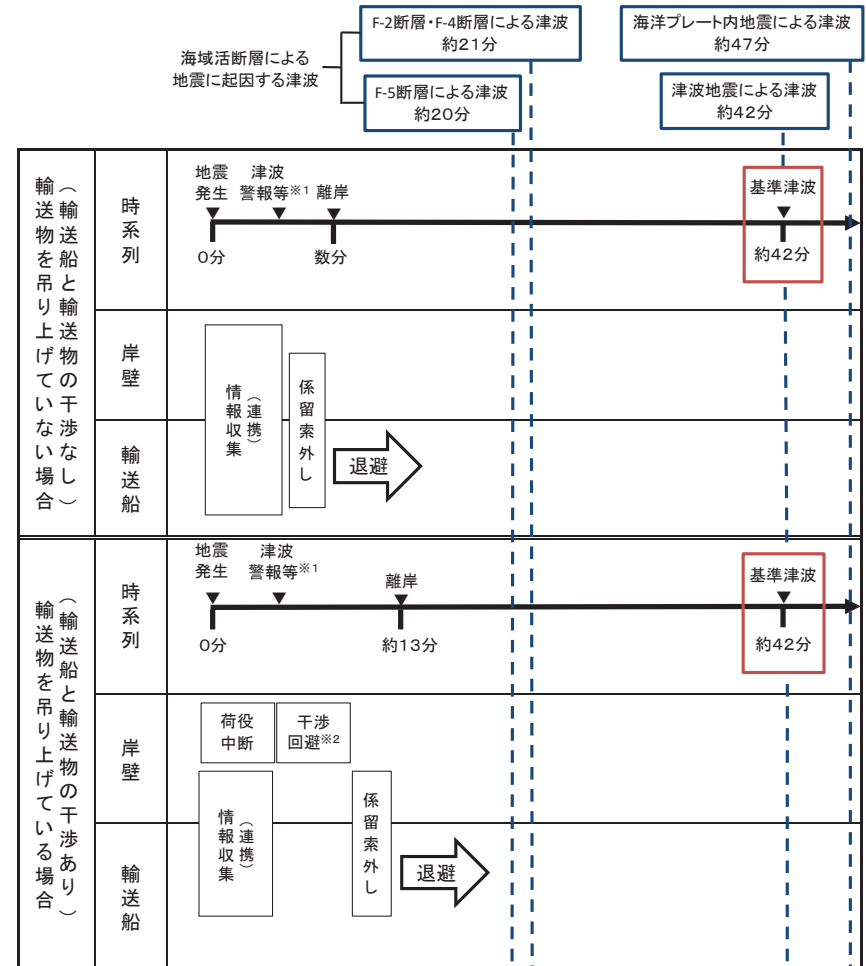 F-2断層・F-4断層による津波
約21分
海洋プレート内地震による津波
約47分
海域活断層による
地震に起因する津波
F-5断層による津波
約20分
津波地震による津波
約42分
輸送物を吊り上げていない場合
（輸送船と輸送物の干渉なし）
時系列
地震
発生
津波
警報等※1
離岸
基準津波
0分
数分
約42分
岸壁
情報収集
（連携）
係留索外し
輸送船
退避
輸送物を吊り上げている場合
（輸送船と輸送物の干渉あり）
時系列
地震
発生
津波
警報等※1
離岸
基準津波
0分
約13分
約42分
岸壁
荷役
中断
干渉
回避※2
情報収集
（連携）
係留索外し
輸送船
退避